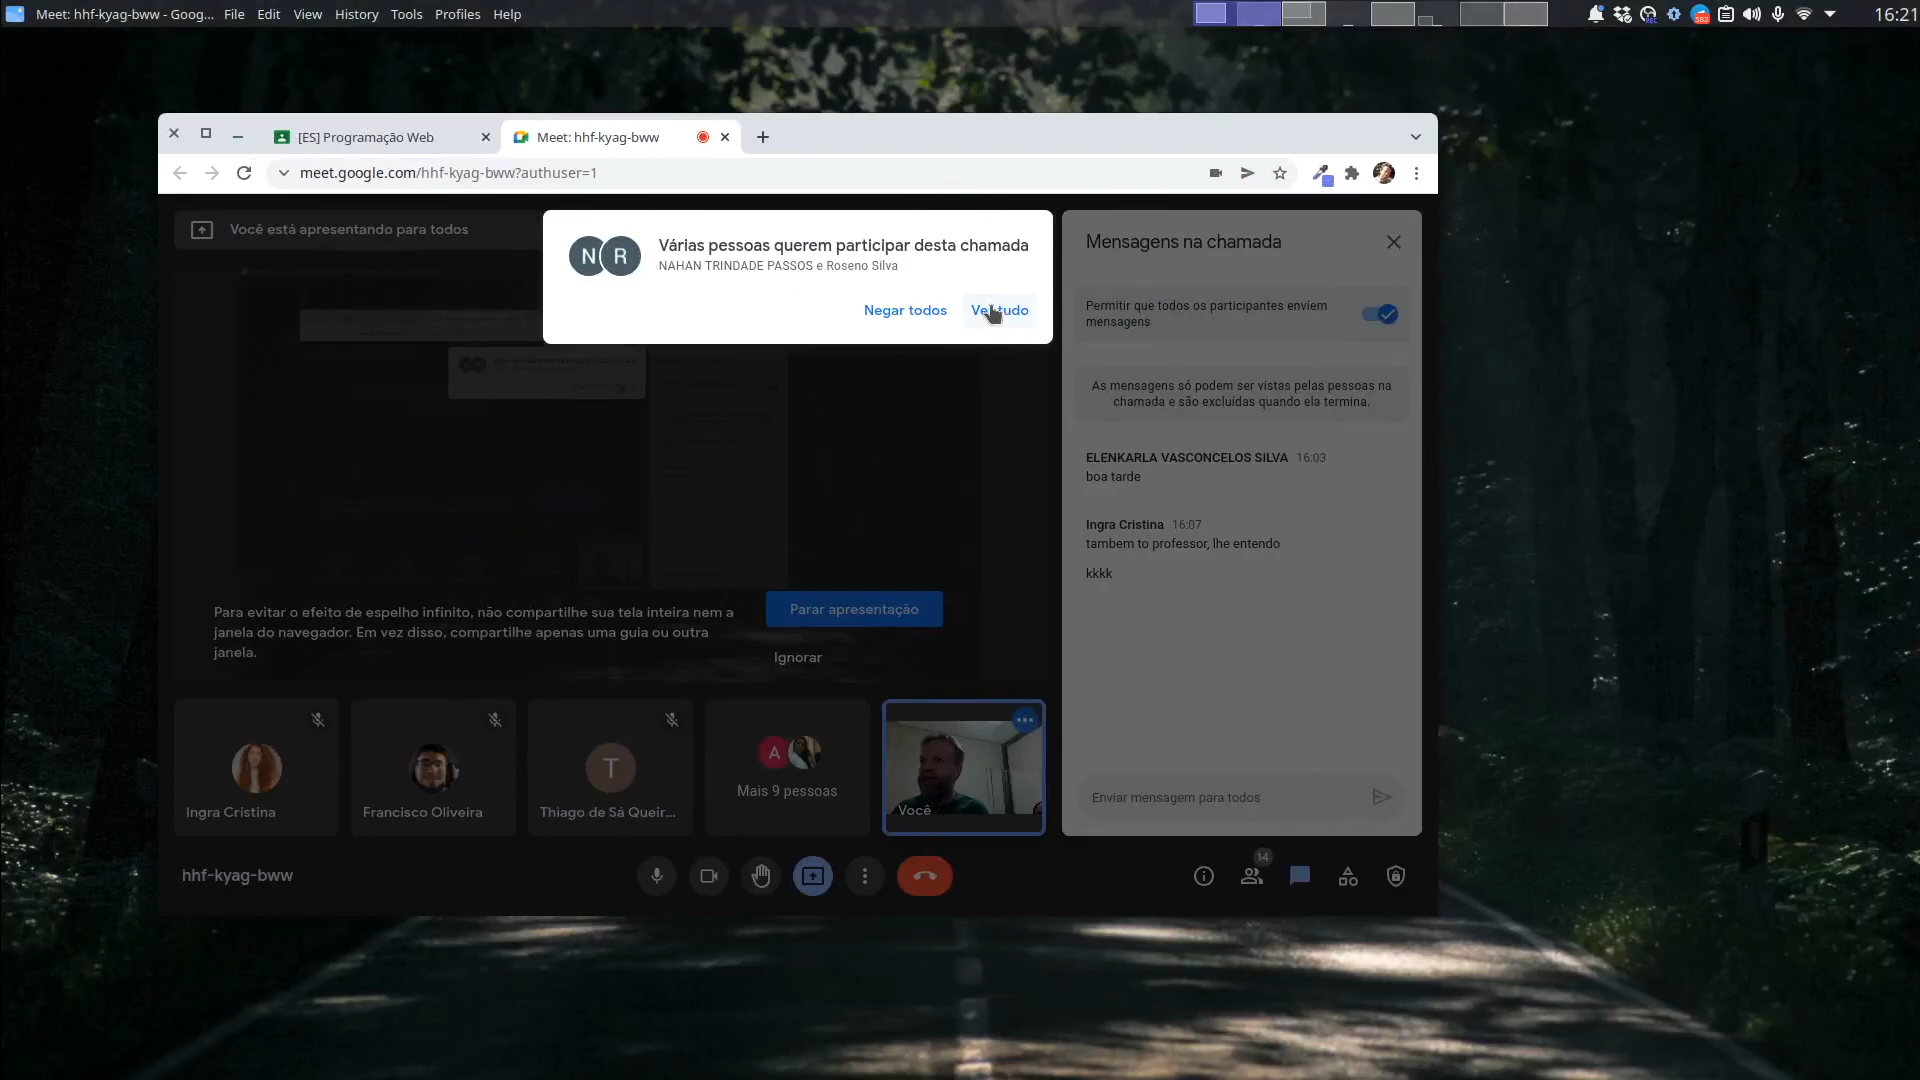 Meet: hhf-kyag-bww - Goog... File Edit View History Tools Profiles Help
REC
582
16:21
[ES] Programação Web
Meet: hhf-kyag-bww
meet.google.com/hhf-kyag-bww?authuser=1
Você está apresentando para todos
N R
Várias pessoas querem participar desta chamada
NAHAN TRINDADE PASSOS e Roseno Silva
Negar todos
Ver tudo
Para evitar o efeito de espelho infinito, não compartilhe sua tela inteira nem a
janela do navegador. Em vez disso, compartilhe apenas uma guia ou outra
janela.
Parar apresentação
Ignorar
Ingra Cristina
Francisco Oliveira
T
Thiago de Sá Queir...
A
Mais 9 pessoas
Você
hhf-kyag-bww
Mensagens na chamada
Permitir que todos os participantes enviem
mensagens
As mensagens só podem ser vistas pelas pessoas na
chamada e são excluídas quando ela termina.
ELENKARLA VASCONCELOS SILVA 16:03
boa tarde
Ingra Cristina 16:07
tambem to professor, lhe entendo
kkkk
Enviar mensagem para todos
14